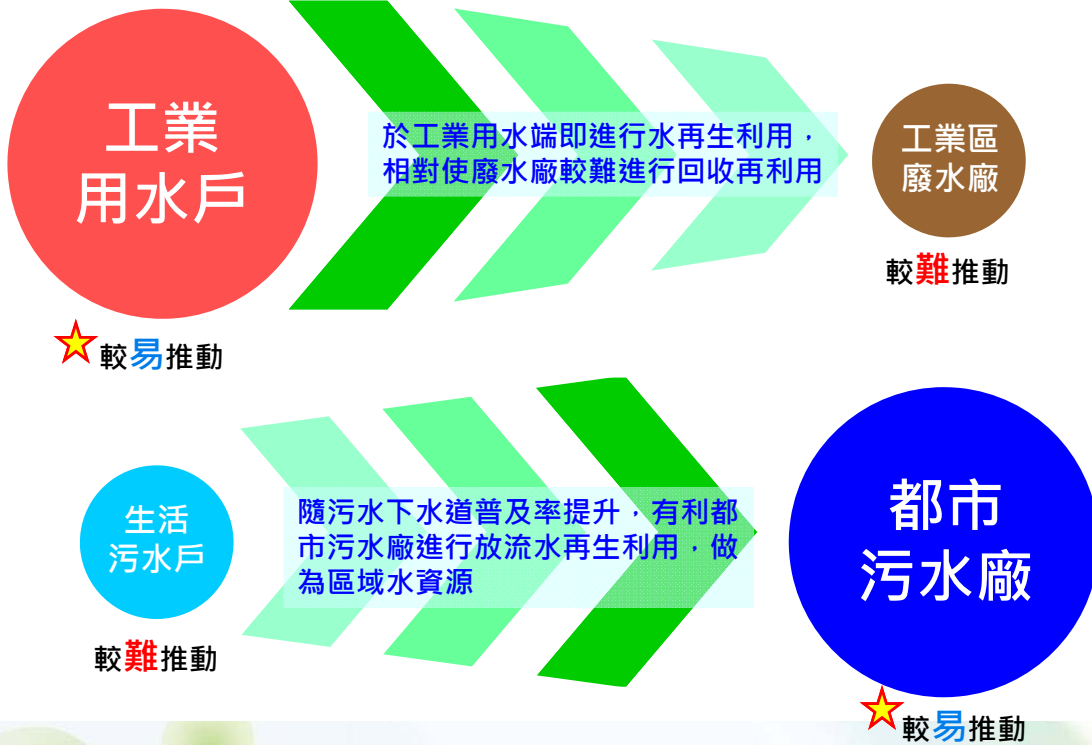 工業
用水戶
於工業用水端即進行水再生利用，
相對使廢水廠較難進行回收再利用
工業區
廢水廠
較難推動
較易推動
生活
污水戶
隨污水下水道普及率提升，有利都
市污水廠進行放流水再生利用，做
為區域水資源
都市
污水廠
較難推動
較易推動